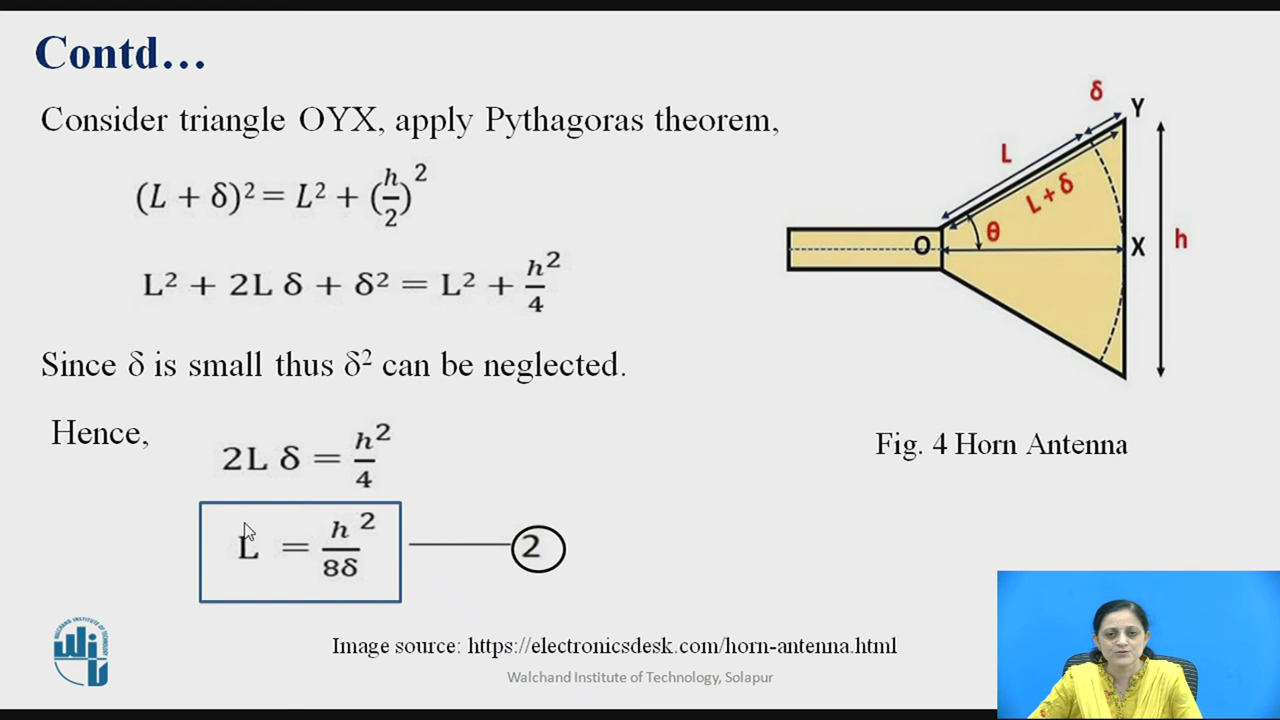 Contd…
Consider triangle OYX, apply Pythagoras theorem,
(L + δ)² = L² + (h/2)²
L² + 2L δ + δ² = L² + h²/4
Since δ is small thus δ² can be neglected.
Hence,
2L δ = h²/4
L = h²/8δ
2
δ
Y
L
L + δ
θ
O
X
h
Fig. 4 Horn Antenna
Image source: https://electronicsdesk.com/horn-antenna.html
Walchand Institute of Technology, Solapur